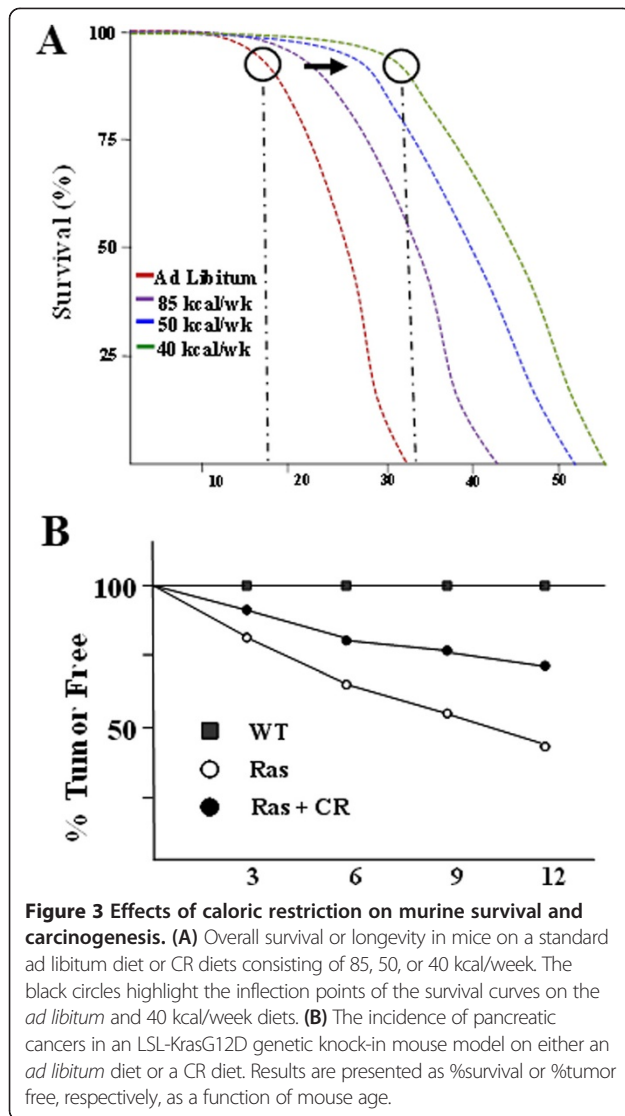 A
100
75
50
25
Survival (%)
Ad Libitum
85 kcal/wk
50 kcal/wk
40 kcal/wk
10 20 30 40 50
B
100
50
% Tumor Free
WT
Ras
Ras + CR
3 6 9 12
Figure 3 Effects of caloric restriction on murine survival and
carcinogenesis. (A) Overall survival or longevity in mice on a standard
ad libitum diet or CR diets consisting of 85, 50, or 40 kcal/week. The
black circles highlight the inflection points of the survival curves on the
ad libitum and 40 kcal/week diets. (B) The incidence of pancreatic
cancers in an LSL-KrasG12D genetic knock-in mouse model on either an
ad libitum diet or a CR diet. Results are presented as %survival or %tumor
free, respectively, as a function of mouse age.